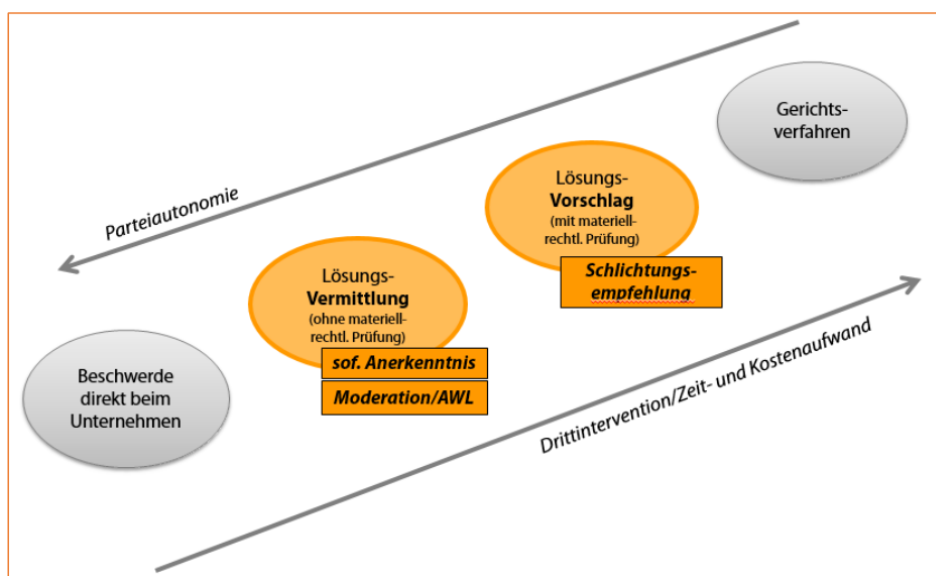 Gerichts-
verfahren
Parteiautonomie
Lösungs-
Vorschlag
(mit materiell-
rechtl. Prüfung)
Schlichtungs-
empfehlung
Lösungs-
Vermittlung
(ohne materiell-
rechtl. Prüfung)
sof. Anerkenntnis
Moderation/AWL
Beschwerde
direkt beim
Unternehmen
Drittintervention/Zeit- und Kostenaufwand